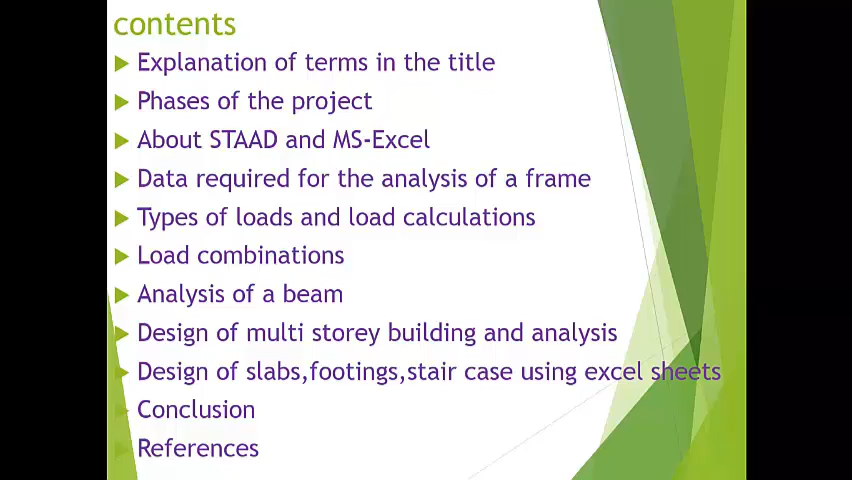 contents
Explanation of terms in the title
Phases of the project
About STAAD and MS-Excel
Data required for the analysis of a frame
Types of loads and load calculations
Load combinations
Analysis of a beam
Design of multi storey building and analysis
Design of slabs,footings,stair case using excel sheets
Conclusion
References